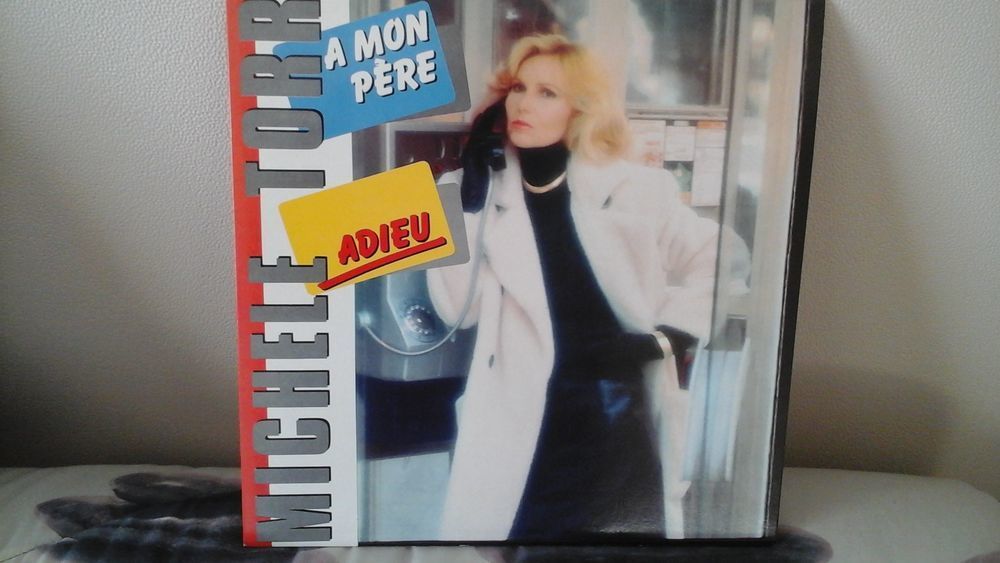 MICHELE TORR
A MON
PÈRE
ADIEU